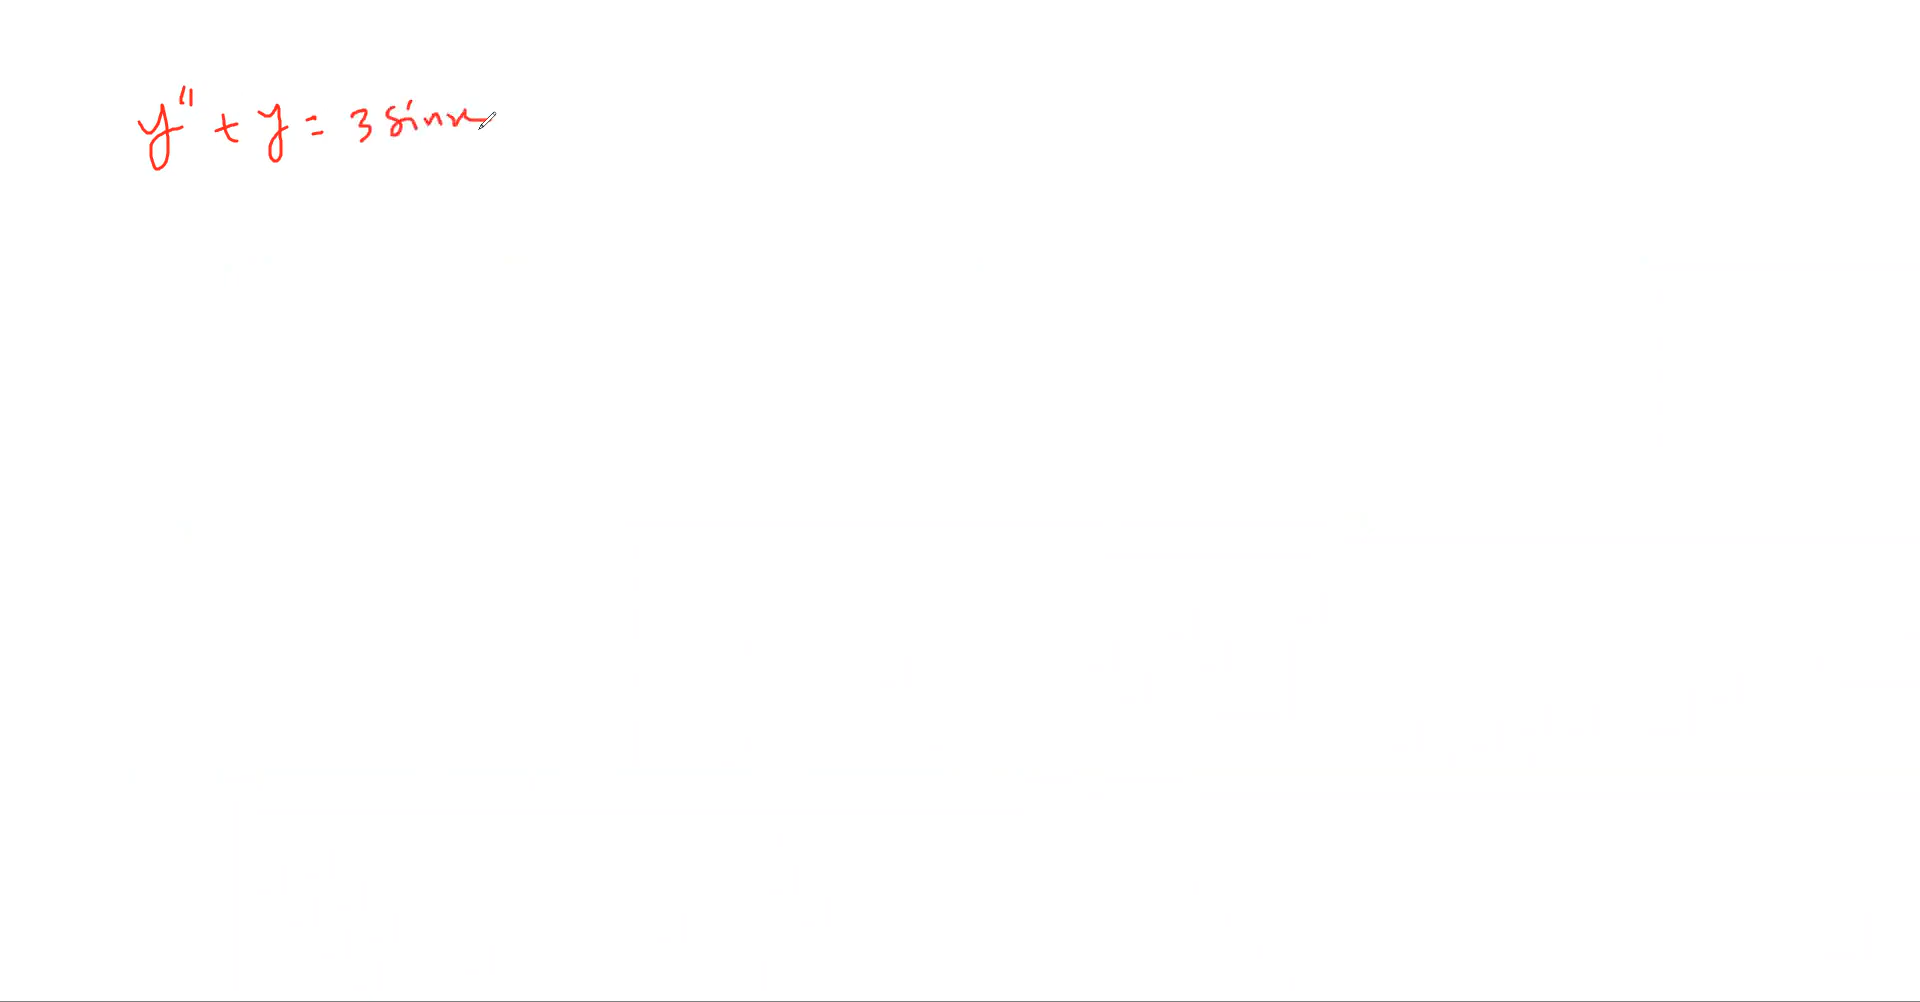 y'' + y = 3 sinx